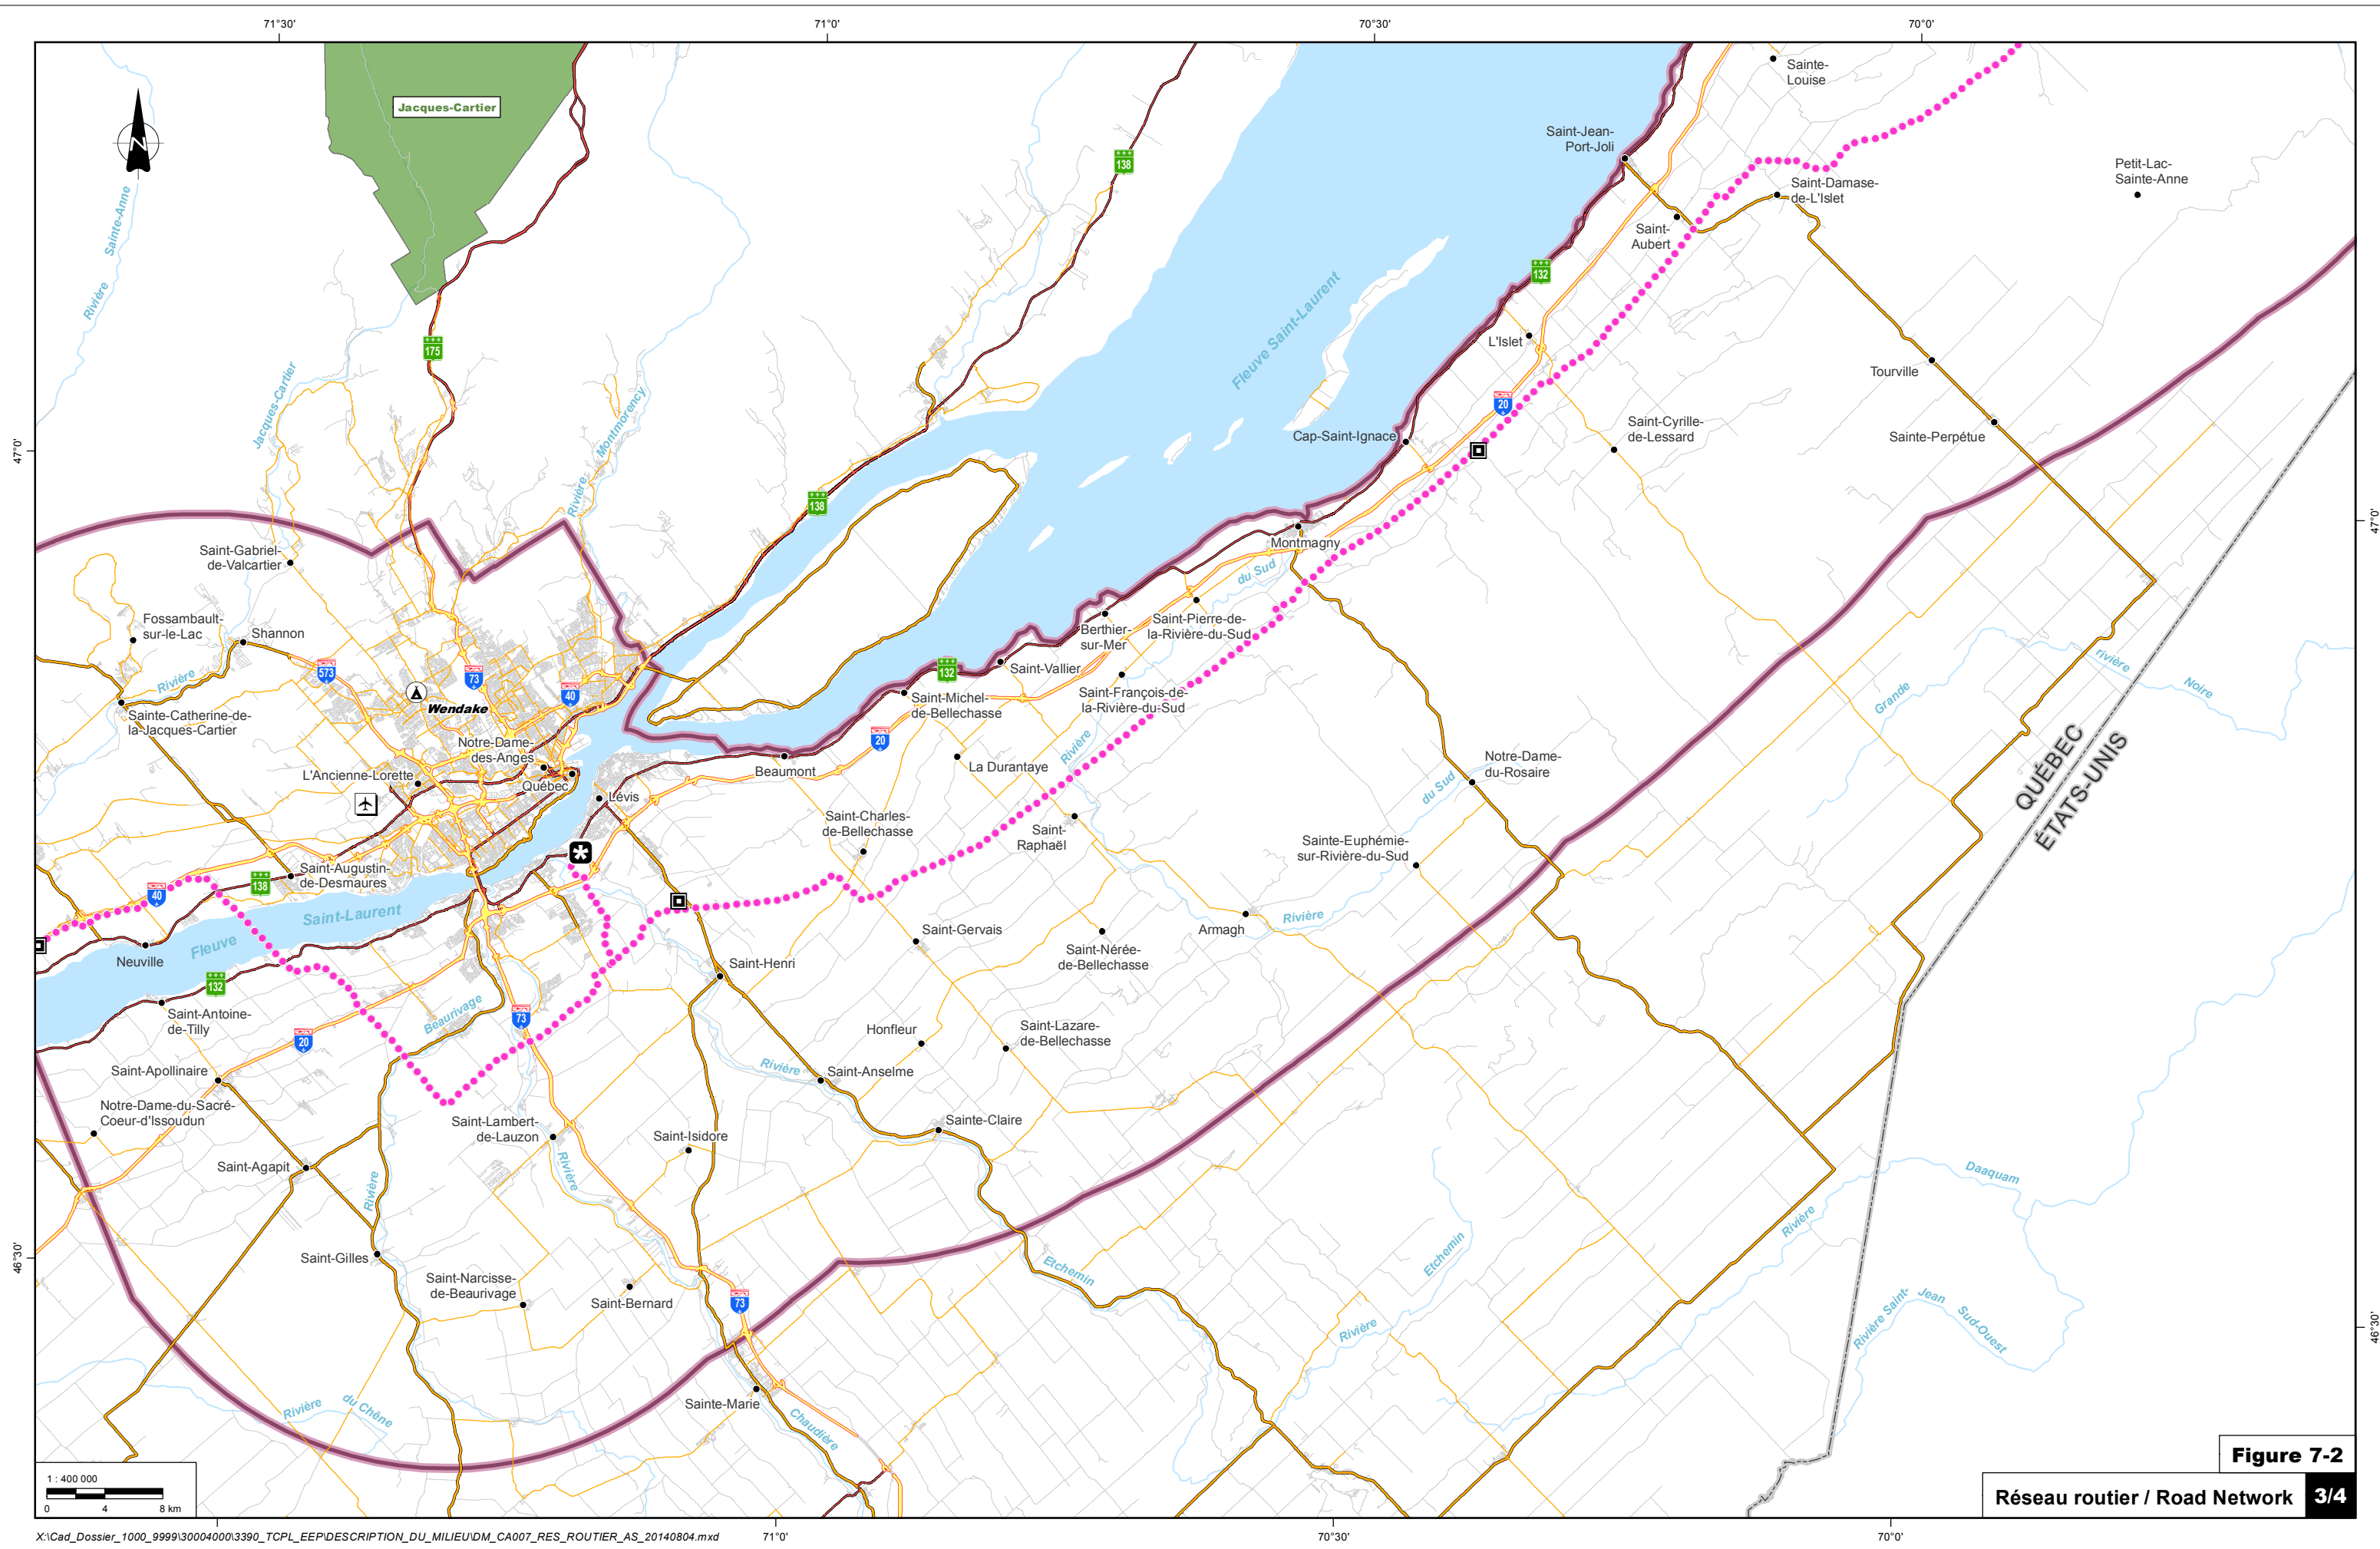 71°30'
71°0'
70°30'
70°0'
Jacques-Cartier
N
Rivière
Sainte-Anne
138
Sainte-
Louise
Saint-Jean-
Port-Joli
Petit-Lac-
Sainte-Anne
Saint-Damase-
de-L'Islet
Saint-
Aubert
132
175
Fleuve Saint-Laurent
L'Islet
Tourville
Jacques-Cartier
Rivière
Montmorency
20
Saint-Cyrille-
de-Lessard
Cap-Saint-Ignace
Sainte-Perpétue
47°0'
47°0'
138
Montmagny
Saint-Gabriel-
de-Valcartier
du Sud
Fossambault-
sur-le-Lac
Shannon
Saint-Pierre-de-
la-Rivière-du-Sud
Berthier-
sur-Mer
Saint-Vallier
132
573
73
40
Rivière
Wendake
Saint-François-de-
la-Rivière-du-Sud
Saint-Michel-
de-Bellechasse
rivière
Noire
Grande
Sainte-Catherine-de-
la-Jacques-Cartier
Notre-Dame-
des-Anges
20
Rivière
QUÉBEC
ÉTATS-UNIS
L'Ancienne-Lorette
Québec
Beaumont
La Durantaye
Notre-Dame-
du-Rosaire
du Sud
Lévis
Saint-Charles-
de-Bellechasse
Saint-
Raphaël
Sainte-Euphémie-
sur-Rivière-du-Sud
Saint-Augustin-
de-Desmaures
138
40
Saint-Laurent
Fleuve
Neuville
Saint-Gervais
Saint-Nérée-
de-Bellechasse
Armagh
Rivière
Saint-Henri
132
Saint-Antoine-
de-Tilly
Beaurivage
73
20
Honfleur
Saint-Lazare-
de-Bellechasse
Saint-Apollinaire
Rivière
Saint-Anselme
Notre-Dame-du-Sacré-
Coeur-d'Issoudun
Saint-Lambert-
de-Lauzon
Saint-Isidore
Sainte-Claire
Saint-Agapit
Rivière
Rivière
Daaquam
Rivière
Saint-Gilles
46°30'
Etchemin
Etchemin
Saint-Narcisse-
de-Beaurivage
Saint-Bernard
73
Rivière
Rivière Saint-
Jean
Sud-Ouest
46°30'
Sainte-Marie
Chaudière
Rivière
du Chêne
1 : 400 000
0 4 8 km
Figure 7-2
Réseau routier / Road Network 3/4
X:\Cad_Dossier_1000_9999\30004000\3390_TCPL_EEP\DESCRIPTION_DU_MILIEU\DM_CA007_RES_ROUTIER_AS_20140804.mxd
71°0'
70°30'
70°0'